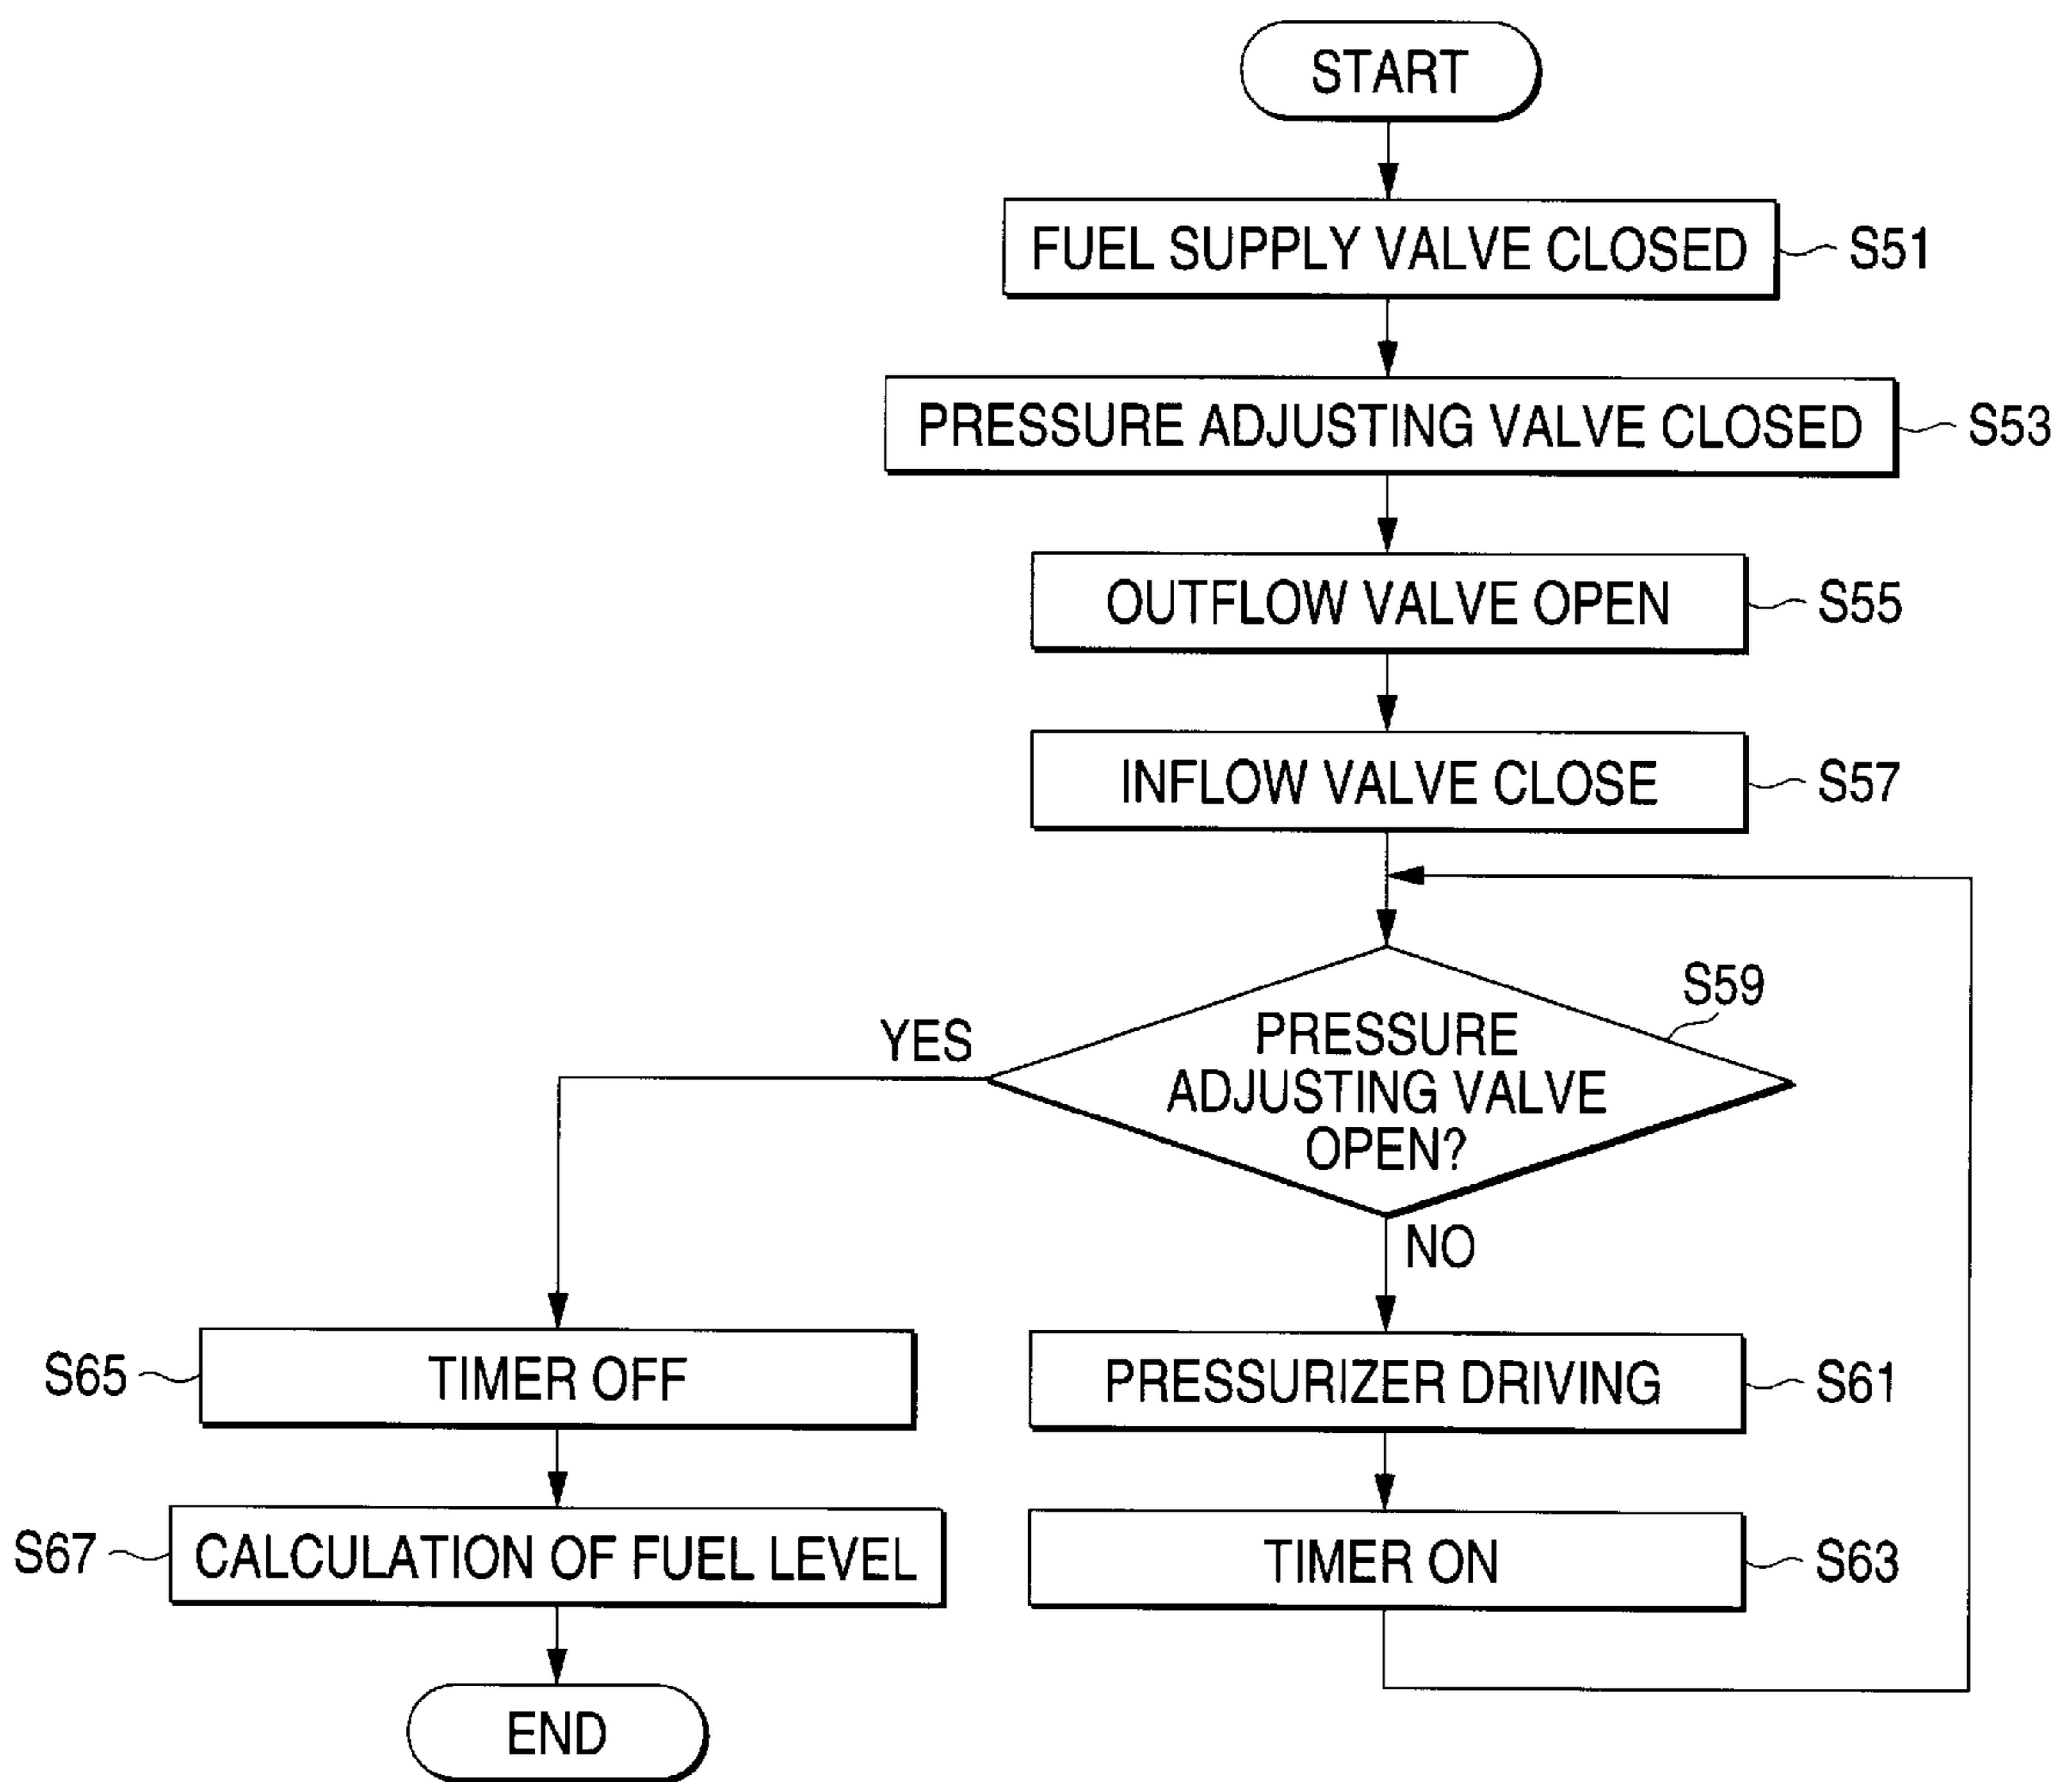 START
FUEL SUPPLY VALVE CLOSED
S51
PRESSURE ADJUSTING VALVE CLOSED
S53
OUTFLOW VALVE OPEN
S55
INFLOW VALVE CLOSE
S57
S59
YES
PRESSURE
ADJUSTING VALVE
OPEN?
NO
S65
TIMER OFF
PRESSURIZER DRIVING
S61
S67
CALCULATION OF FUEL LEVEL
TIMER ON
S63
END